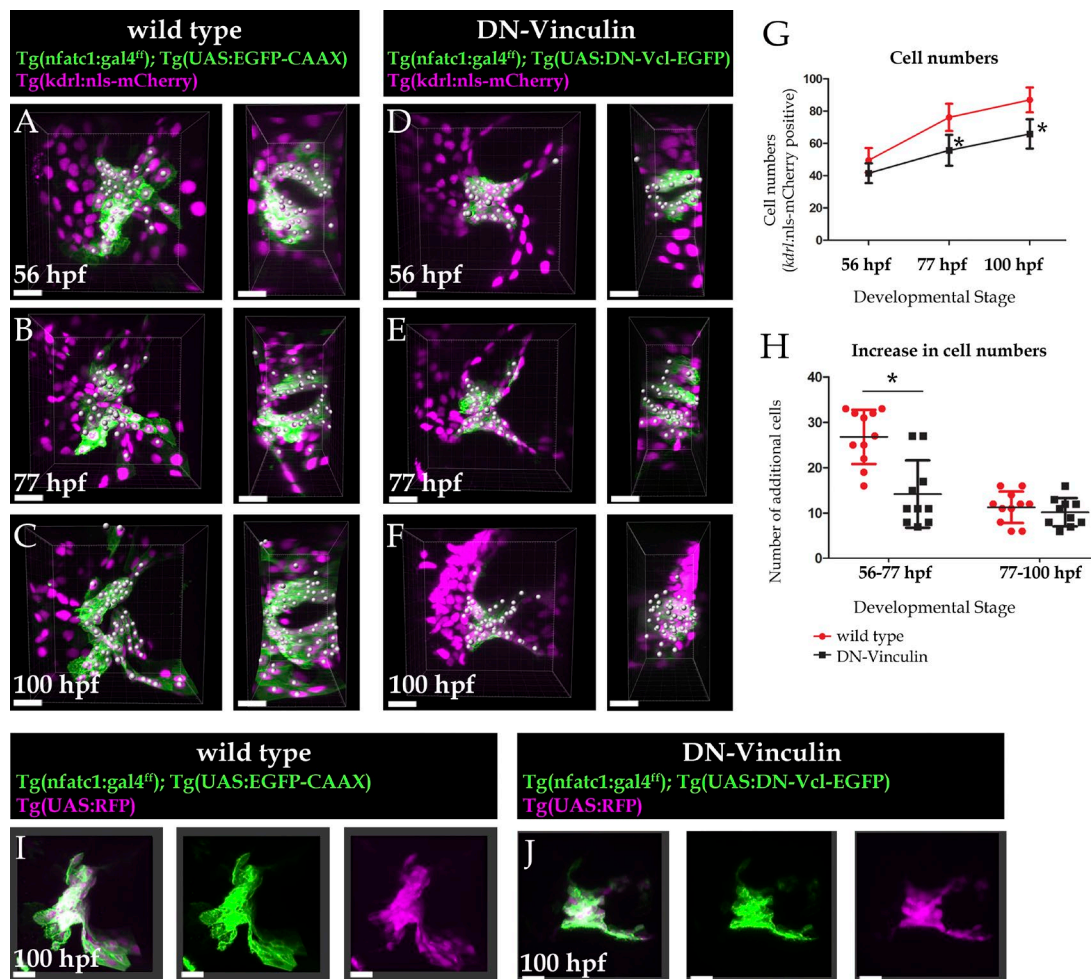 wild type
Tg(nfatc1:gal4ff); Tg(UAS:EGFP-CAAX)
Tg(kdrl:nls-mCherry)
DN-Vinculin
Tg(nfatc1:gal4ff); Tg(UAS:DN-Vcl-EGFP)
Tg(kdrl:nls-mCherry)
A
56 hpf
D
56 hpf
B
77 hpf
E
77 hpf
C
100 hpf
F
100 hpf
G
Cell numbers
Cell numbers
(kdrl:nls-mCherry positive)
100
80
60
40
20
0
*
*
56 hpf 77 hpf 100 hpf
Developmental Stage
H
Increase in cell numbers
Number of additional cells
40
30
20
10
0
*
56-77 hpf 77-100 hpf
Developmental Stage
wild type
DN-Vinculin
wild type
Tg(nfatc1:gal4ff); Tg(UAS:EGFP-CAAX)
Tg(UAS:RFP)
DN-Vinculin
Tg(nfatc1:gal4ff); Tg(UAS:DN-Vcl-EGFP)
Tg(UAS:RFP)
I
100 hpf
J
100 hpf